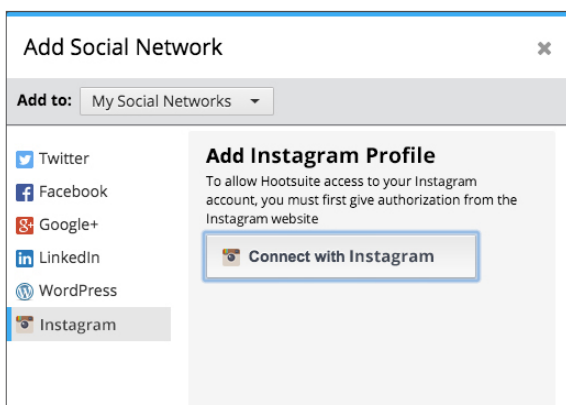 Add Social Network
Add to: My Social Networks
Twitter
Facebook
Google+
LinkedIn
WordPress
Instagram
Add Instagram Profile
To allow Hootsuite access to your Instagram
account, you must first give authorization from the
Instagram website
Connect with Instagram